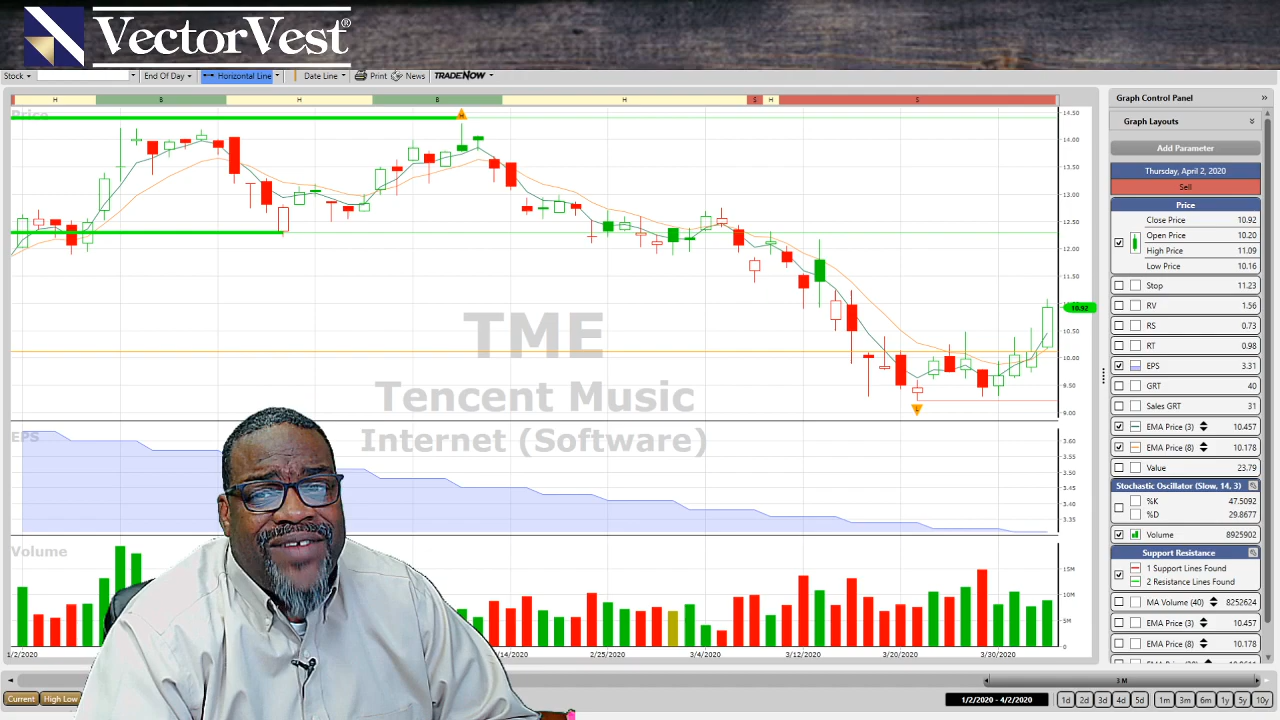 VectorVest®
Stock
End Of Day
Horizontal Line
Date Line
Print
News
TRADENOW
H B H B H S H S
Price
TME
Tencent Music
Internet (Software)
14.50
14.00
13.50
13.00
12.50
12.00
11.50
10.92
10.50
10.00
9.50
9.00
EPS
3.60
3.55
3.50
3.45
3.40
3.35
Volume
15M
10M
5M
0
1/2/2020
/14/2020
2/25/2020
3/4/2020
3/12/2020
3/20/2020
3/30/2020
H
L
Graph Control Panel
Graph Layouts
Add Parameter
Thursday, April 2, 2020
Sell
Price
Close Price 10.92
Open Price 10.20
High Price 11.09
Low Price 10.16
Stop 11.23
RV 1.56
RS 0.73
RT 0.98
EPS 3.31
GRT 40
Sales GRT 31
EMA Price (3) 10.457
EMA Price (8) 10.178
Value 23.79
Stochastic Oscillator (Slow, 14, 3)
%K 47.5092
%D 29.8677
Volume 8925902
Support Resistance
1 Support Lines Found
2 Resistance Lines Found
MA Volume (40) 8252624
EMA Price (3) 10.457
EMA Price (8) 10.178
3 M
Current
High Low
1/2/2020 - 4/2/2020
1d 2d 3d 4d 5d 1m 3m 6m 1y 5y 10y